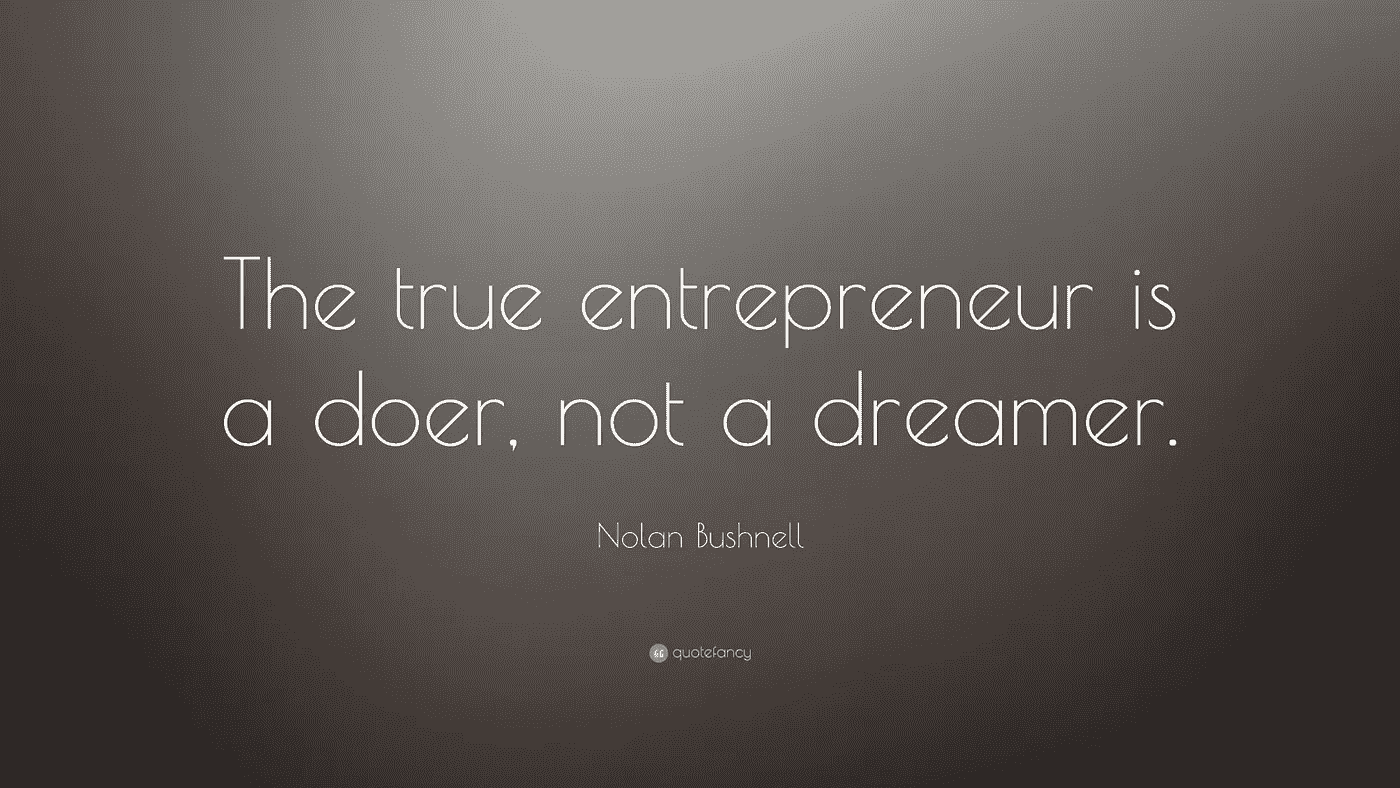 The true entrepreneur is
a doer, not a dreamer.
Nolan Bushnell
quotefancy